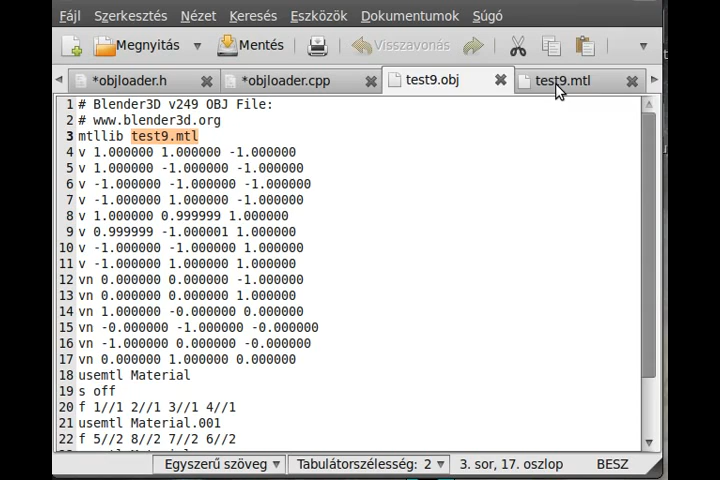 Fájl Szerkesztés Nézet Keresés Eszközök Dokumentumok Súgó
Megnyitás Mentés Visszavonás
*objloader.h *objloader.cpp test9.obj test9.mtl
1 # Blender3D v249 OBJ File:
2 # www.blender3d.org
3 mtllib test9.mtl
4 v 1.000000 1.000000 -1.000000
5 v 1.000000 -1.000000 -1.000000
6 v -1.000000 -1.000000 -1.000000
7 v -1.000000 1.000000 -1.000000
8 v 1.000000 0.999999 1.000000
9 v 0.999999 -1.000001 1.000000
10 v -1.000000 -1.000000 1.000000
11 v -1.000000 1.000000 1.000000
12 vn 0.000000 0.000000 -1.000000
13 vn 0.000000 0.000000 1.000000
14 vn 1.000000 -0.000000 0.000000
15 vn -0.000000 -1.000000 -0.000000
16 vn -1.000000 0.000000 -0.000000
17 vn 0.000000 1.000000 0.000000
18 usemtl Material
19 s off
20 f 1//1 2//1 3//1 4//1
21 usemtl Material.001
22 f 5//2 8//2 7//2 6//2
Egyszerű szöveg Tabulátorszélesség: 2 3. sor, 17. oszlop BESZ